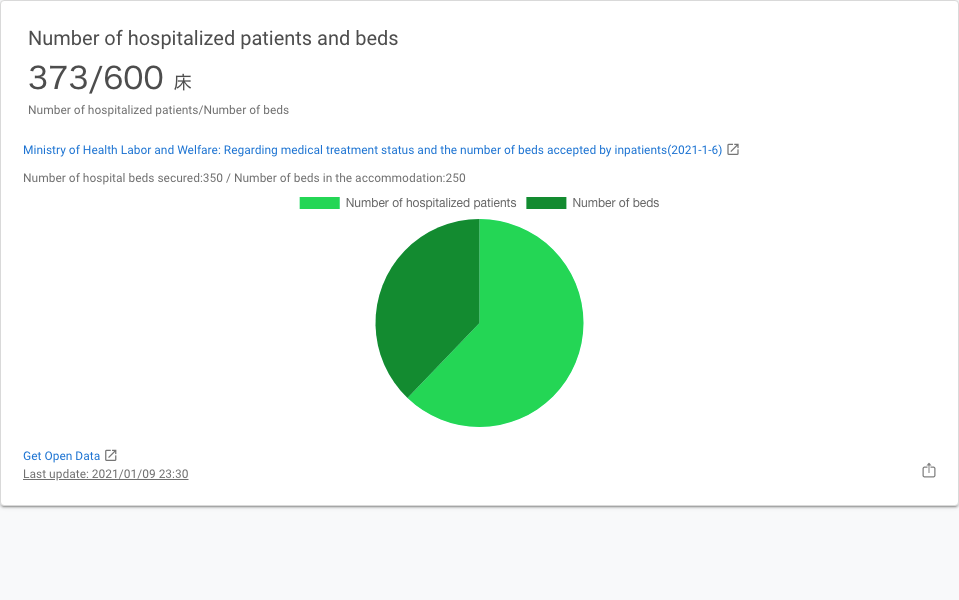 Number of hospitalized patients and beds
373/600 床
Number of hospitalized patients/Number of beds
Ministry of Health Labor and Welfare: Regarding medical treatment status and the number of beds accepted by inpatients(2021-1-6)
Number of hospital beds secured:350 / Number of beds in the accommodation:250
Number of hospitalized patients Number of beds
Get Open Data
Last update: 2021/01/09 23:30